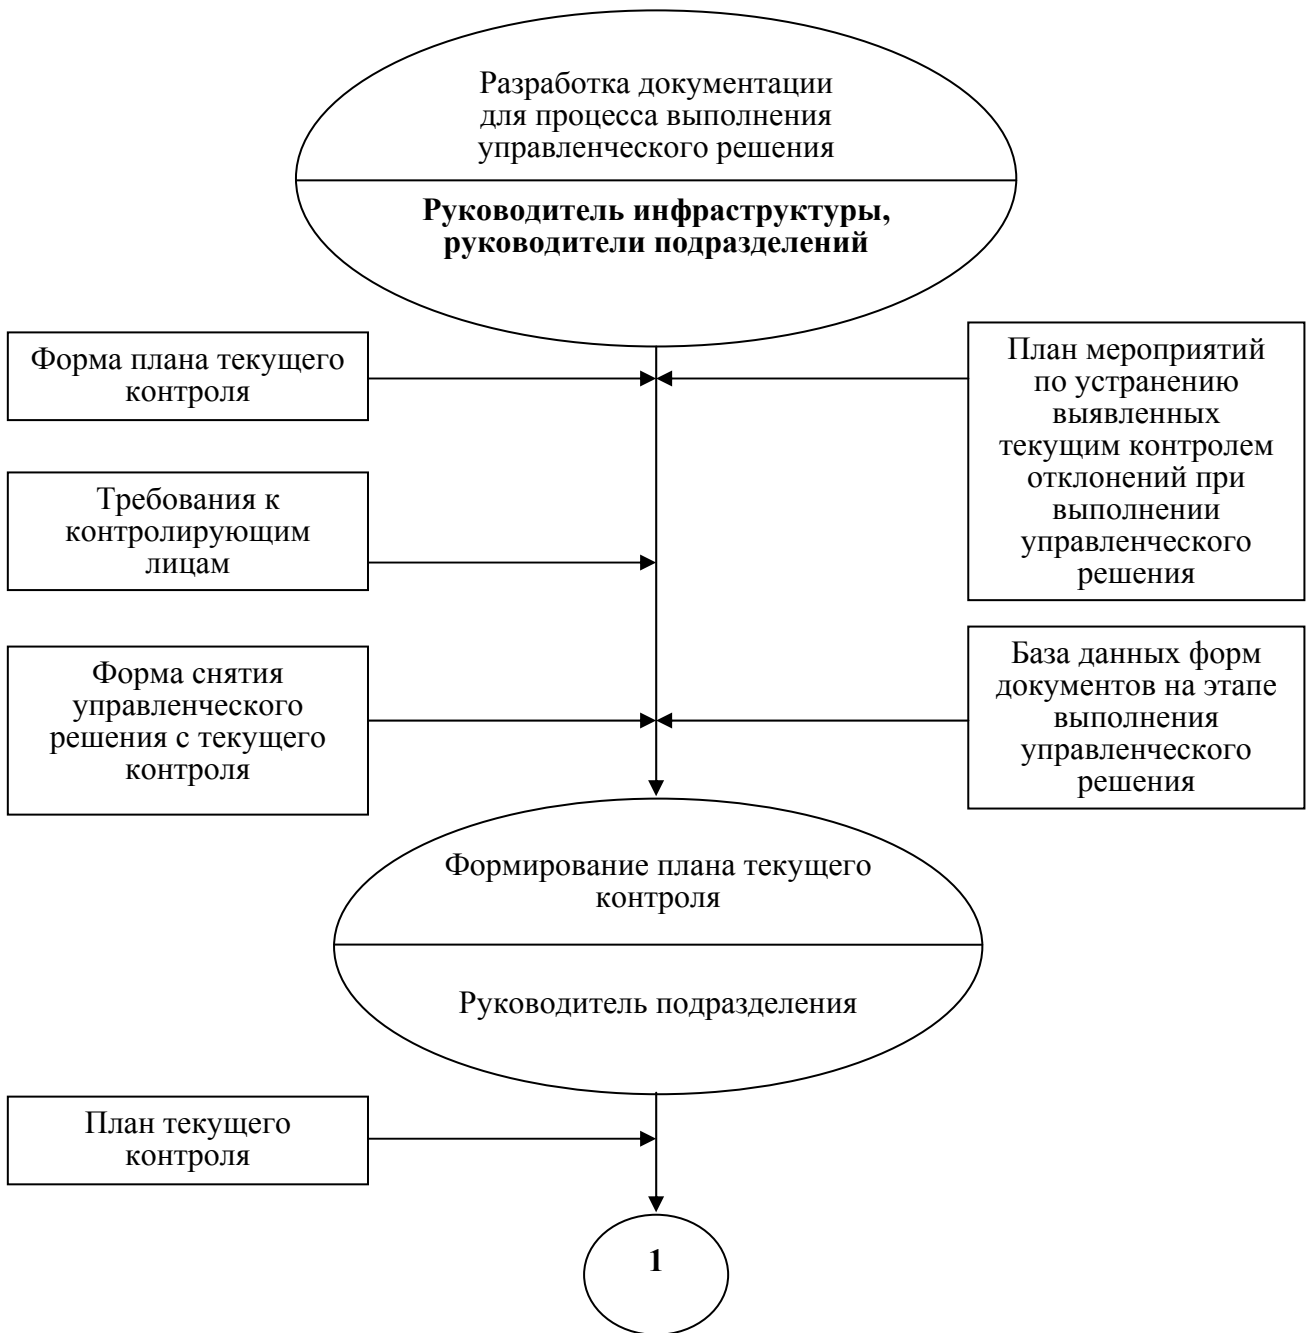 Разработка документации
для процесса выполнения
управленческого решения
Руководитель инфраструктуры,
руководители подразделений
Форма плана текущего
контроля
План мероприятий
по устранению
выявленных
текущим контролем
отклонений при
выполнении
управленческого
решения
Требования к
контролирующим
лицам
Форма снятия
управленческого
решения с текущего
контроля
База данных форм
документов на этапе
выполнения
управленческого
решения
Формирование плана текущего
контроля
Руководитель подразделения
План текущего
контроля
1